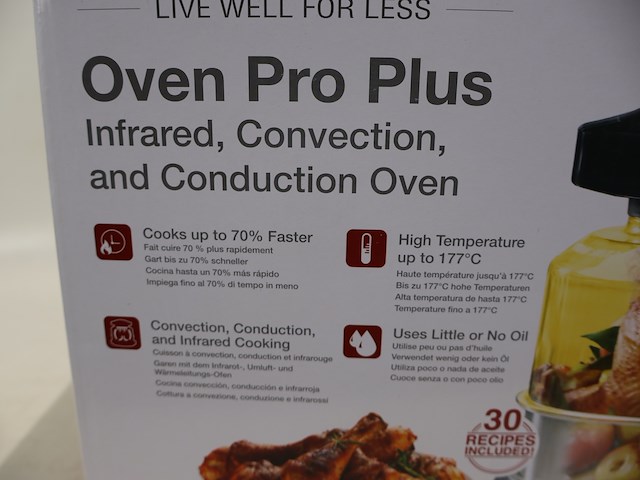 LIVE WELL FOR LESS
Oven Pro Plus
Infrared, Convection,
and Conduction Oven
Cooks up to 70% Faster
Fait cuire 70 % plus rapidement
Gart bis zu 70% schneller
Cocina hasta un 70% más rápido
Impiega fino al 70% di tempo in meno
High Temperature
up to 177°C
Haute température jusqu'à 177°C
Bis zu 177°C hohe Temperaturen
Alta temperatura de hasta 177°C
Temperature fino a 177°C
Convection, Conduction,
and Infrared Cooking
Cuisson à convection, conduction et infrarouge
Garen mit dem Infrarot-, Umluft- und
Wärmeleitungs-Ofen
Cocina convección, conducción e infrarroja
Cottura a convezione, conduzione e infrarossi
Uses Little or No Oil
Utilise peu ou pas d'huile
Verwendet wenig oder kein Öl
Utiliza poco o nada de aceite
Cuoce senza o con poco olio
30
RECIPES
INCLUDED!